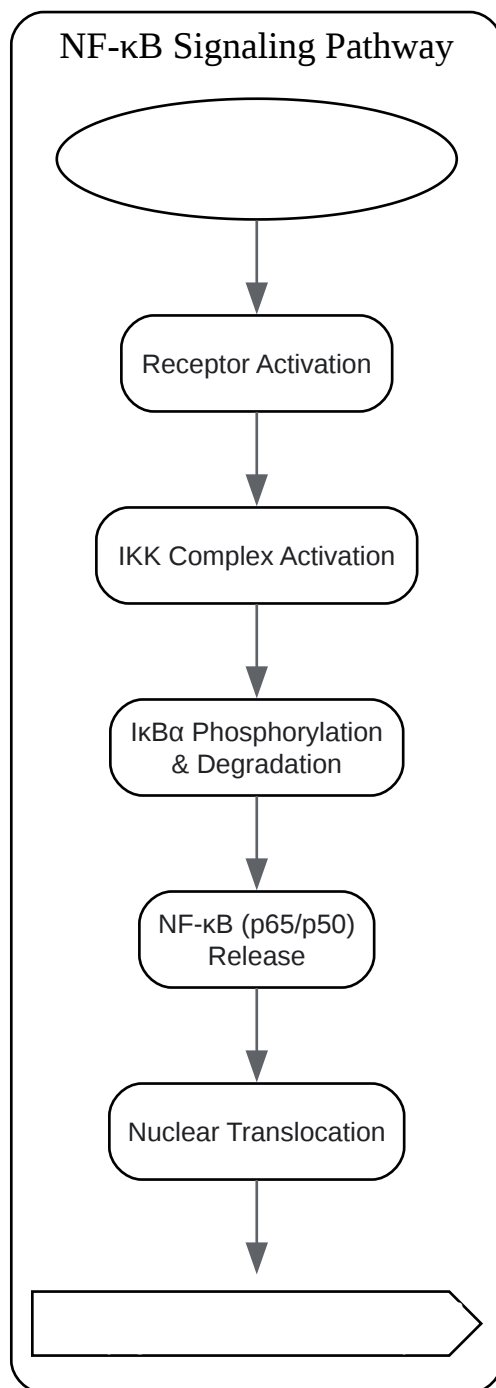 NF-κB Signaling Pathway
Receptor Activation
IKK Complex Activation
IκBα Phosphorylation
& Degradation
NF-κB (p65/p50)
Release
Nuclear Translocation